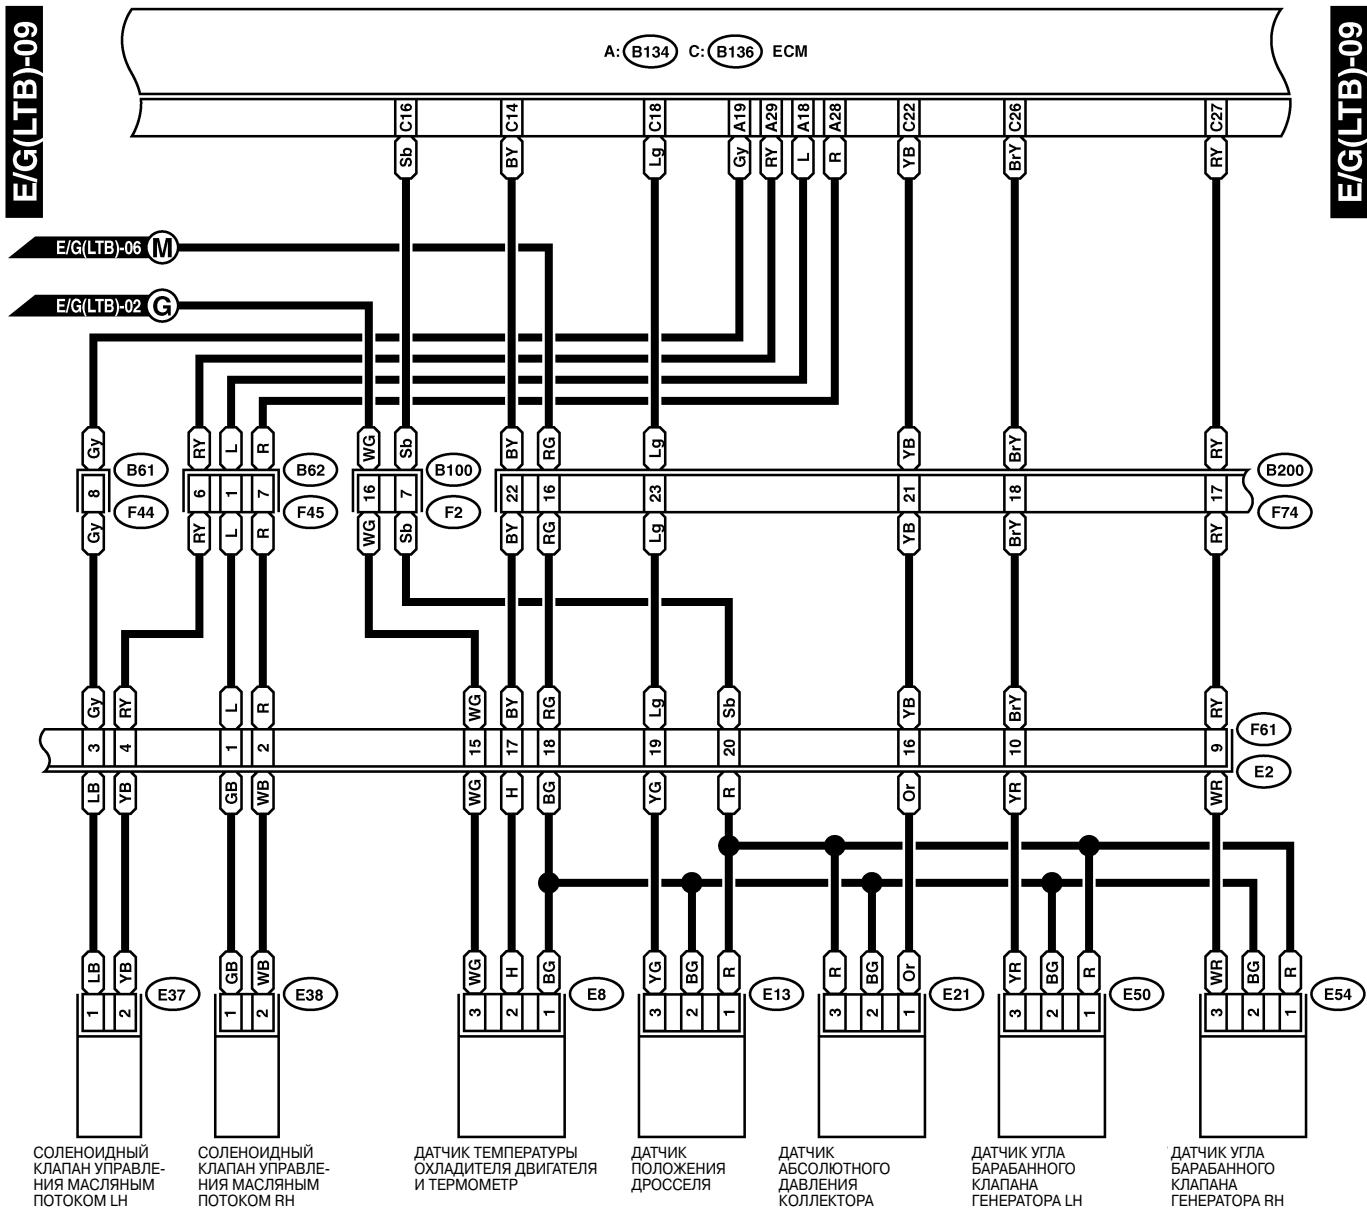 E/G(LTB)-09
E/G(LTB)-09
A: B134 C: B136 ECM
C16 C14 C18 A19 A29 A18 A28 C22 C26 C27
Sb BY Lg Gy RY L R YB BrY RY
E/G(LTB)-06 M
E/G(LTB)-02 G
Gy RY L R WG Sb BY RG Lg YB BrY RY
B61 B62 B100 B200
8 6 1 7 16 7 22 16 23 21 18 17
F44 F45 F2 F74
Gy RY L R WG Sb BY RG Lg YB BrY RY
Gy RY L R WG BY RG Lg Sb YB BrY RY
F61
3 4 1 2 15 17 18 19 20 16 10 9
E2
LB YB GB WB WG H BG YG R Or YR WR
LB YB GB WB WG H BG YG BG R R BG Or YR BG R WR BG R
E37 E38 E8 E13 E21 E50 E54
1 2 1 2 3 2 1 3 2 1 3 2 1 3 2 1 3 2 1
СОЛЕНОИДНЫЙ
КЛАПАН УПРАВЛЕ-
НИЯ МАСЛЯНЫМ
ПОТОКОМ LH
СОЛЕНОИДНЫЙ
КЛАПАН УПРАВЛЕ-
НИЯ МАСЛЯНЫМ
ПОТОКОМ RH
ДАТЧИК ТЕМПЕРАТУРЫ
ОХЛАДИТЕЛЯ ДВИГАТЕЛЯ
И ТЕРМОМЕТР
ДАТЧИК
ПОЛОЖЕНИЯ
ДРОССЕЛЯ
ДАТЧИК
АБСОЛЮТНОГО
ДАВЛЕНИЯ
КОЛЛЕКТОРА
ДАТЧИК УГЛА
БАРАБАННОГО
КЛАПАНА
ГЕНЕРАТОРА LH
ДАТЧИК УГЛА
БАРАБАННОГО
КЛАПАНА
ГЕНЕРАТОРА RH